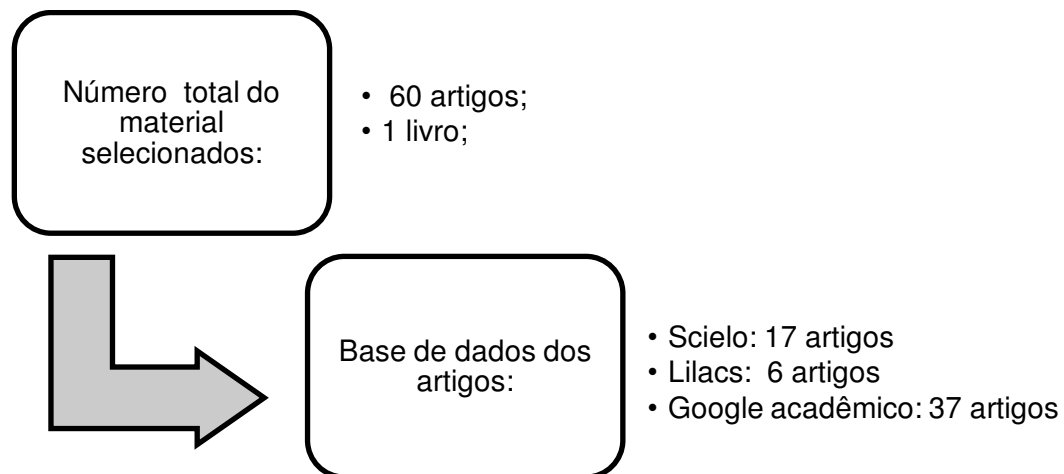 Número total do
material
selecionados:
• 60 artigos;
• 1 livro;
Base de dados dos
artigos:
• Scielo: 17 artigos
• Lilacs: 6 artigos
• Google acadêmico: 37 artigos